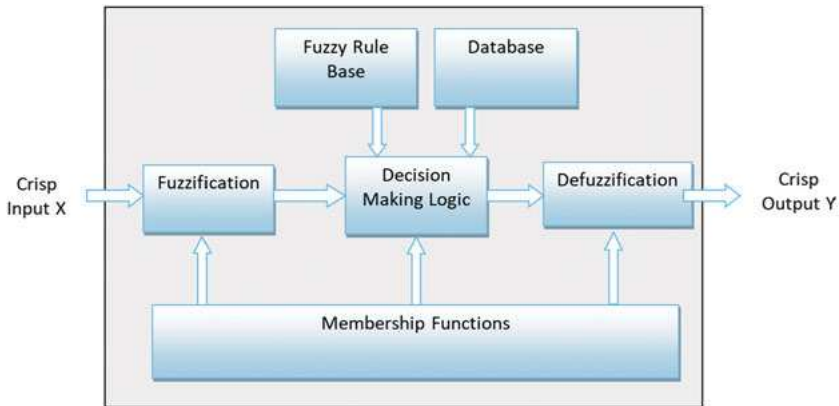 Fuzzy Rule
Base
Database
Crisp
Input X
Fuzzification
Decision
Making Logic
Defuzzification
Crisp
Output Y
Membership Functions